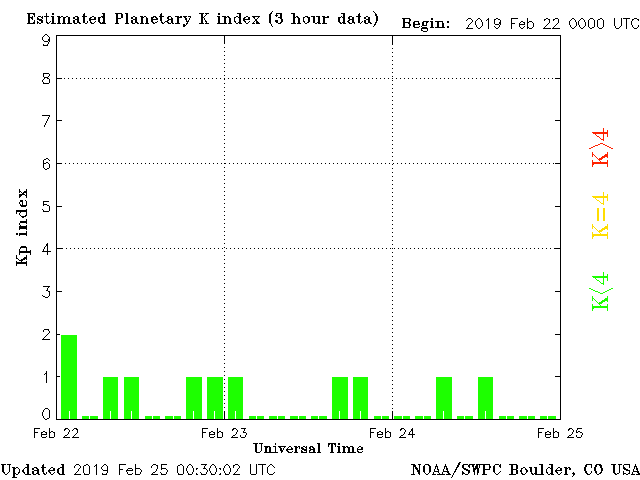 Estimated Planetary K index (3 hour data) Begin: 2019 Feb 22 0000 UTC
9
8
7
6
5
4
3
2
1
0
Kp index
K>4
K=4
K<4
Feb 22 Feb 23 Feb 24 Feb 25
Universal Time
Updated 2019 Feb 25 00:30:02 UTC NOAA/SWPC Boulder, CO USA